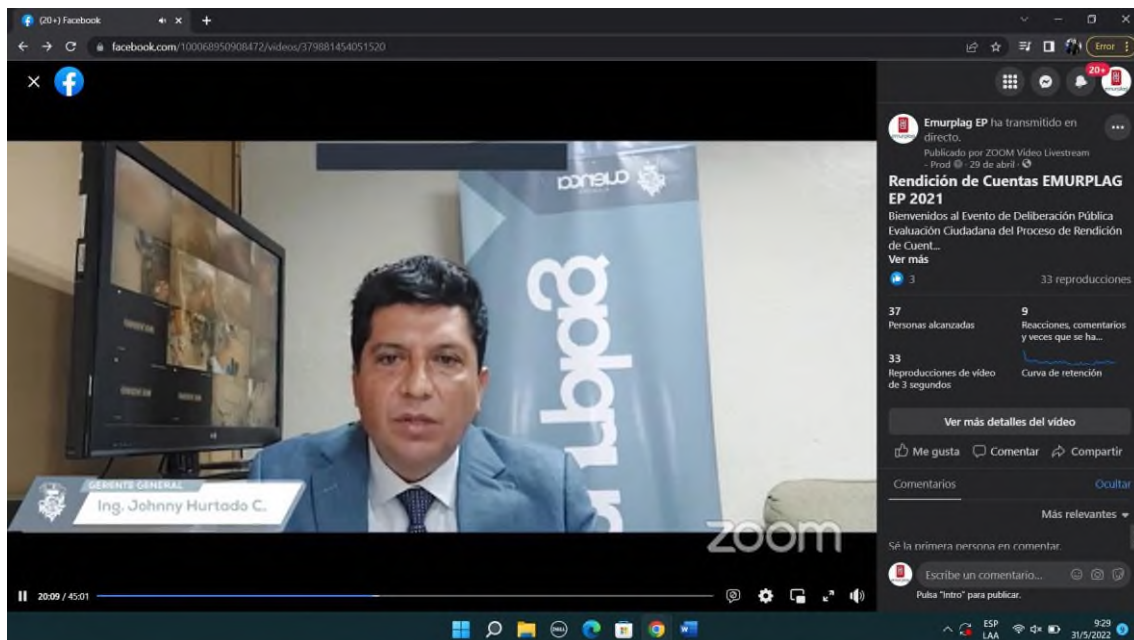 (20+) Facebook
facebook.com/100068950908472/videos/379881454051520
Error
20+
cuenca
GERENTE GENERAL
Ing. Johnny Hurtado C.
zoom
20:09 / 45:01
Emurplag EP ha transmitido en
directo.
Publicado por ZOOM Video Livestream
- Prod · 29 de abril ·
Rendición de Cuentas EMURPLAG
EP 2021
Bienvenidos al Evento de Deliberación Pública
Evaluación Ciudadana del Proceso de Rendición
de Cuent...
Ver más
3
33 reproducciones
37
Personas alcanzadas
9
Reacciones, comentarios
y veces que se ha...
33
Reproducciones de vídeo
de 3 segundos
Curva de retención
Ver más detalles del vídeo
Me gusta
Comentar
Compartir
Comentarios
Ocultar
Más relevantes
Sé la primera persona en comentar.
Escribe un comentario...
Pulsa "Intro" para publicar.
DELL
ESP
LAA
9:29
31/5/2022